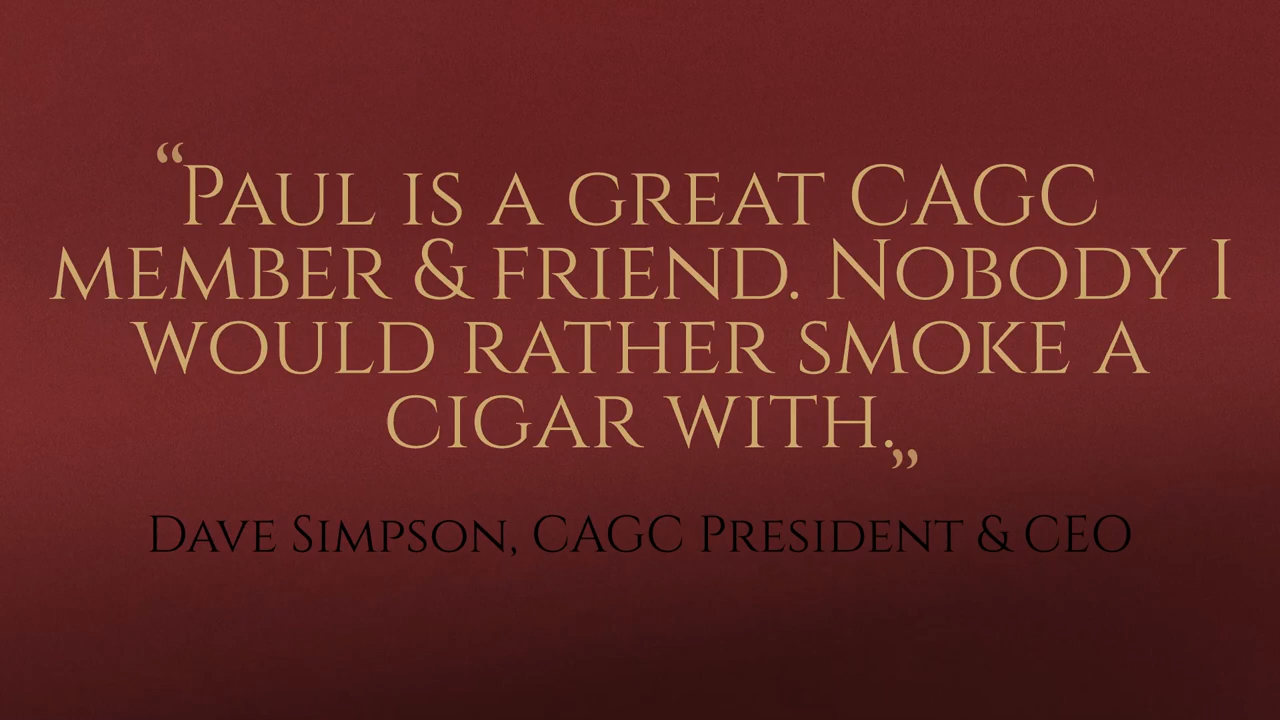 “Paul is a great CAGC
member & friend. Nobody I
would rather smoke a
cigar with.”
Dave Simpson, CAGC President & CEO